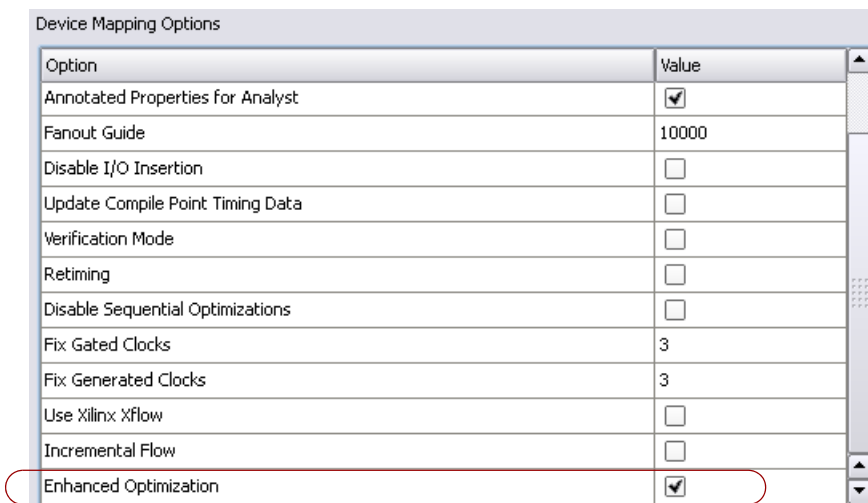 Device Mapping Options
Option Value
Annotated Properties for Analyst
Fanout Guide 10000
Disable I/O Insertion
Update Compile Point Timing Data
Verification Mode
Retiming
Disable Sequential Optimizations
Fix Gated Clocks 3
Fix Generated Clocks 3
Use Xilinx Xflow
Incremental Flow
Enhanced Optimization